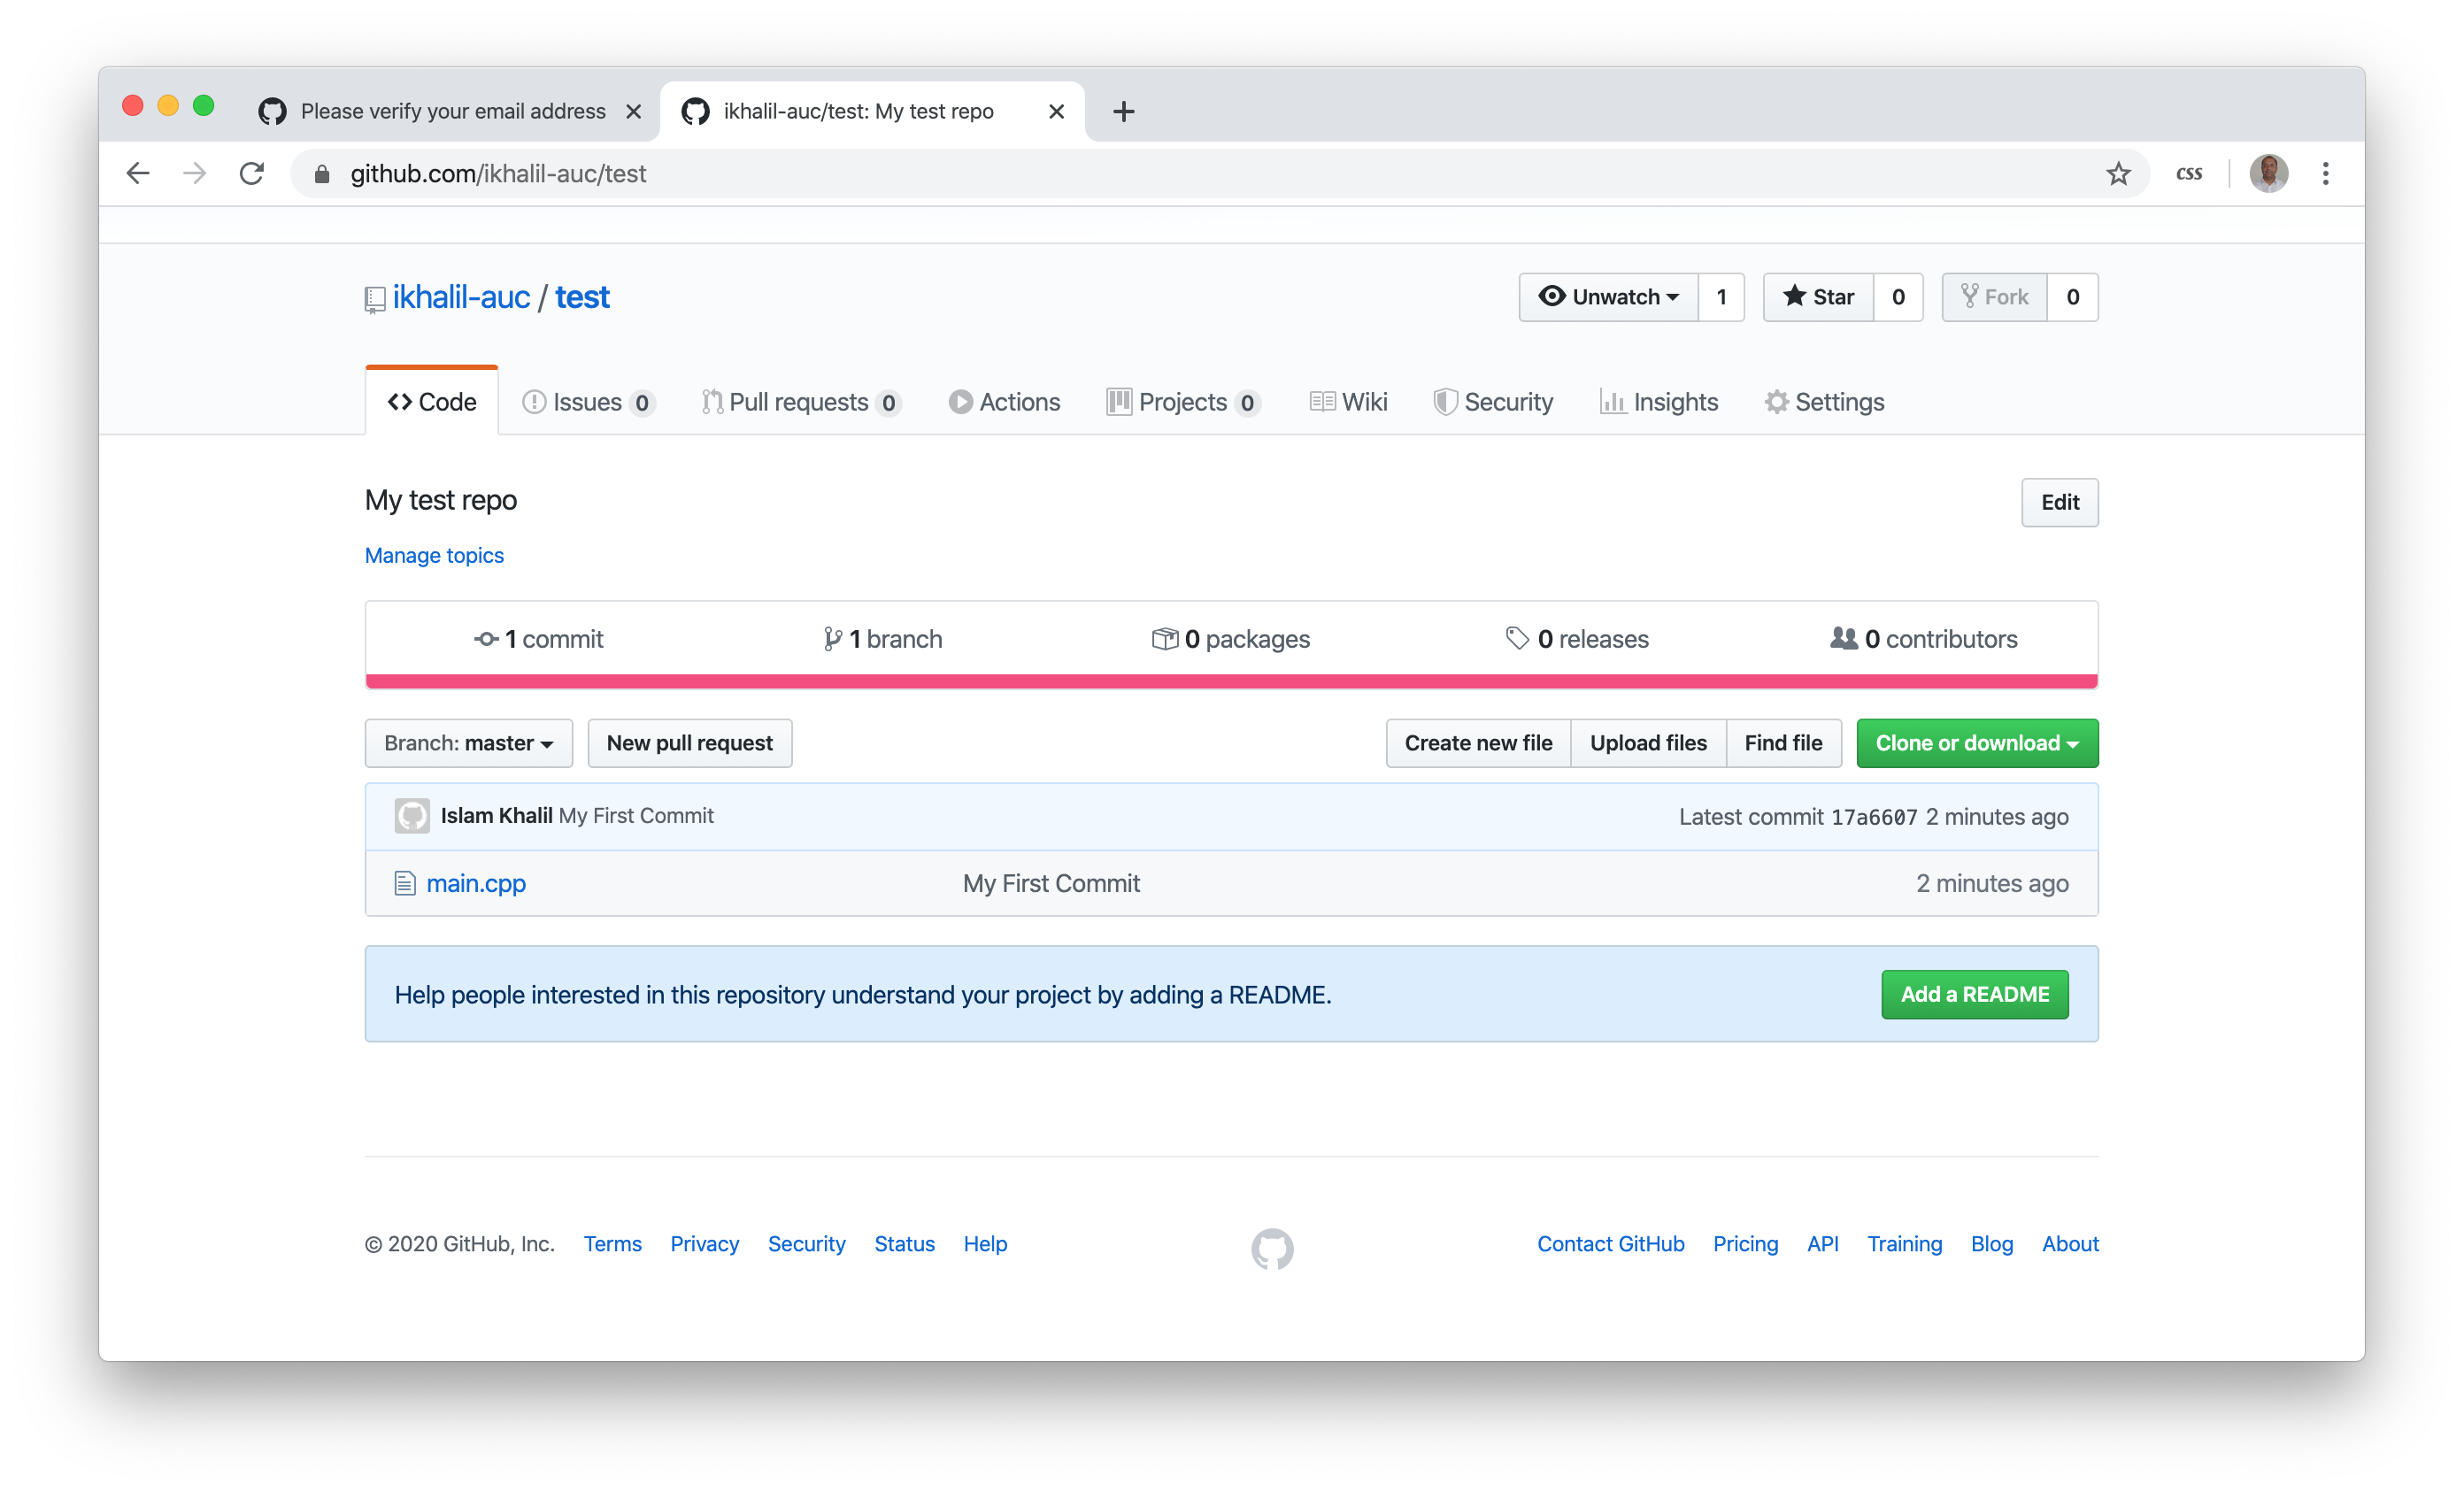 Please verify your email address
ikhalil-auc/test: My test repo
github.com/ikhalil-auc/test
css
ikhalil-auc / test
Unwatch 1
Star 0
Fork 0
Code
Issues 0
Pull requests 0
Actions
Projects 0
Wiki
Security
Insights
Settings
My test repo
Edit
Manage topics
1 commit
1 branch
0 packages
0 releases
0 contributors
Branch: master
New pull request
Create new file
Upload files
Find file
Clone or download
Islam Khalil My First Commit
Latest commit 17a6607 2 minutes ago
main.cpp
My First Commit
2 minutes ago
Help people interested in this repository understand your project by adding a README.
Add a README
© 2020 GitHub, Inc.
Terms
Privacy
Security
Status
Help
Contact GitHub
Pricing
API
Training
Blog
About